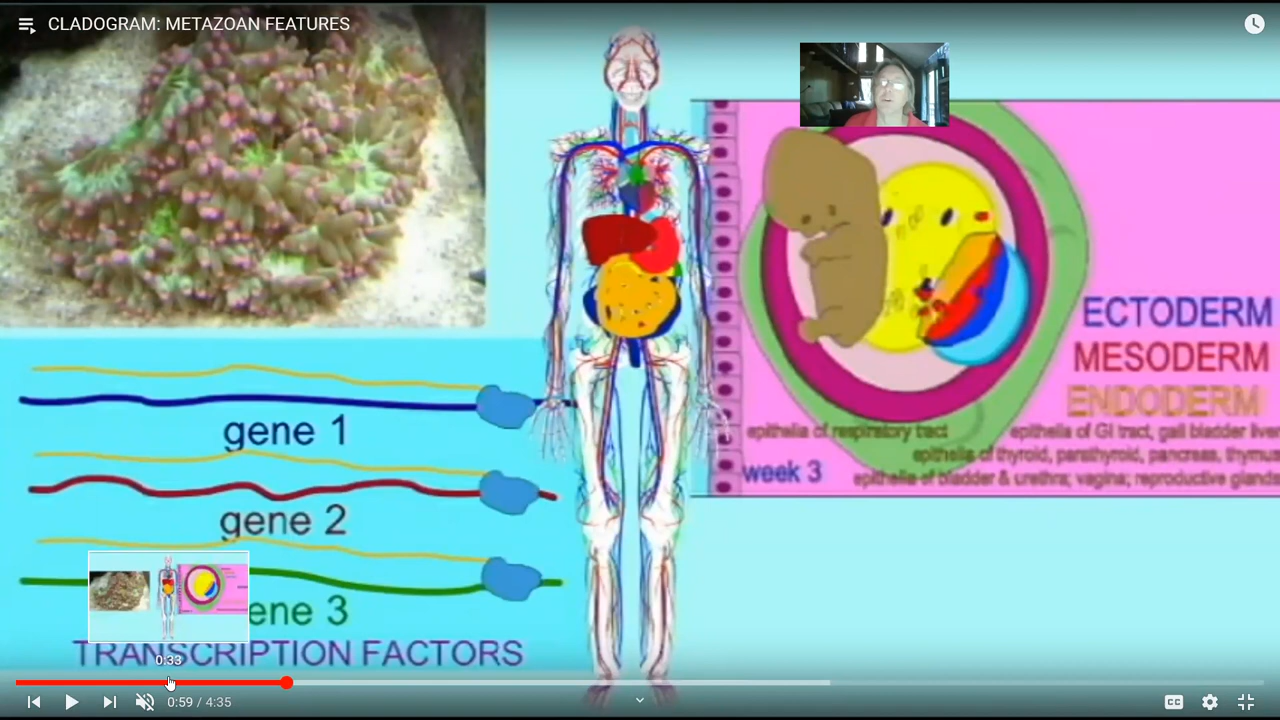 CLADOGRAM: METAZOAN FEATURES
ECTODERM
MESODERM
ENDODERM
epithelia of respiratory tract
epithelia of GI tract, gall bladder liver
epithelia of thyroid, parathyroid, pancreas, thymus
week 3
epithelia of bladder & urethra; vagina; reproductive glands
gene 1
gene 2
ene 3
TRANSCRIPTION FACTORS
0:33
0:59 / 4:35
CC